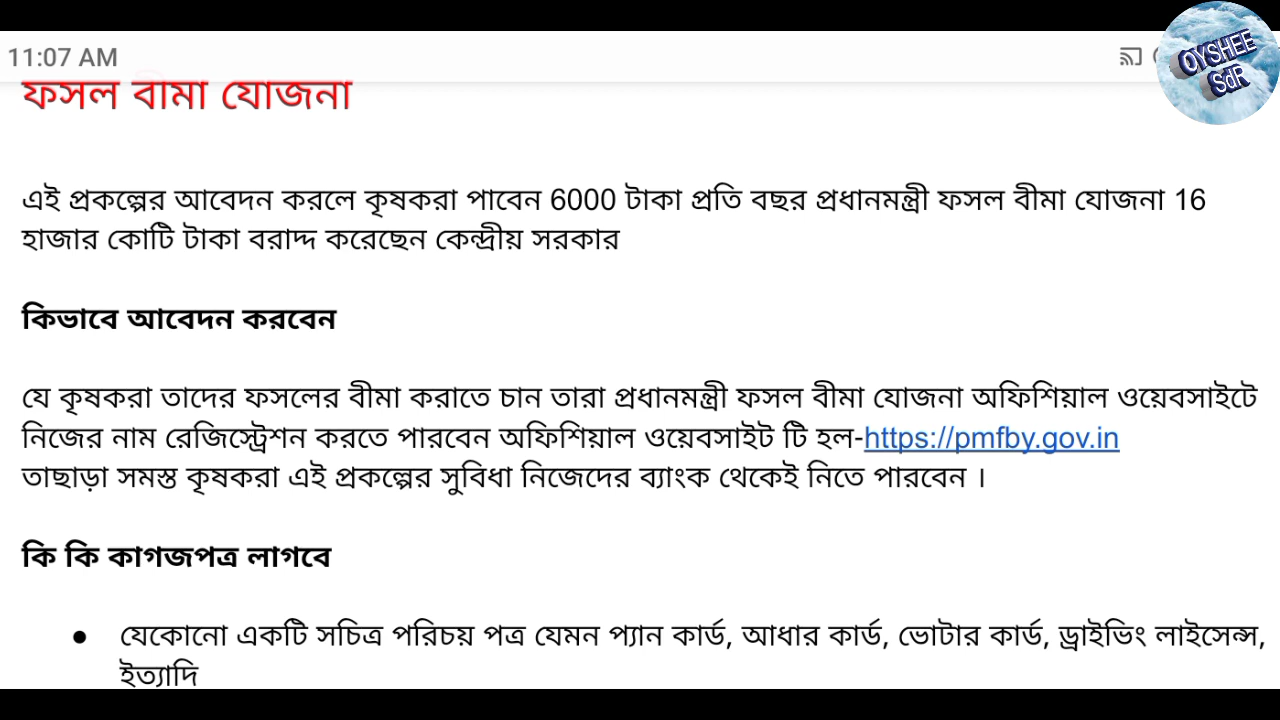 11:07 AM
OYSHEE
SdR
ফসল বীমা যোজনা
এই প্রকল্পের আবেদন করলে কৃষকরা পাবেন 6000 টাকা প্রতি বছর প্রধানমন্ত্রী ফসল বীমা যোজনা 16
হাজার কোটি টাকা বরাদ্দ করেছেন কেন্দ্রীয় সরকার
কিভাবে আবেদন করবেন
যে কৃষকরা তাদের ফসলের বীমা করাতে চান তারা প্রধানমন্ত্রী ফসল বীমা যোজনা অফিশিয়াল ওয়েবসাইটে
নিজের নাম রেজিস্ট্রেশন করতে পারবেন অফিশিয়াল ওয়েবসাইট টি হল-https://pmfby.gov.in
তাছাড়া সমস্ত কৃষকরা এই প্রকল্পের সুবিধা নিজেদের ব্যাংক থেকেই নিতে পারবেন ।
কি কি কাগজপত্র লাগবে
● যেকোনো একটি সচিত্র পরিচয় পত্র যেমন প্যান কার্ড, আধার কার্ড, ভোটার কার্ড, ড্রাইভিং লাইসেন্স,
ইত্যাদি